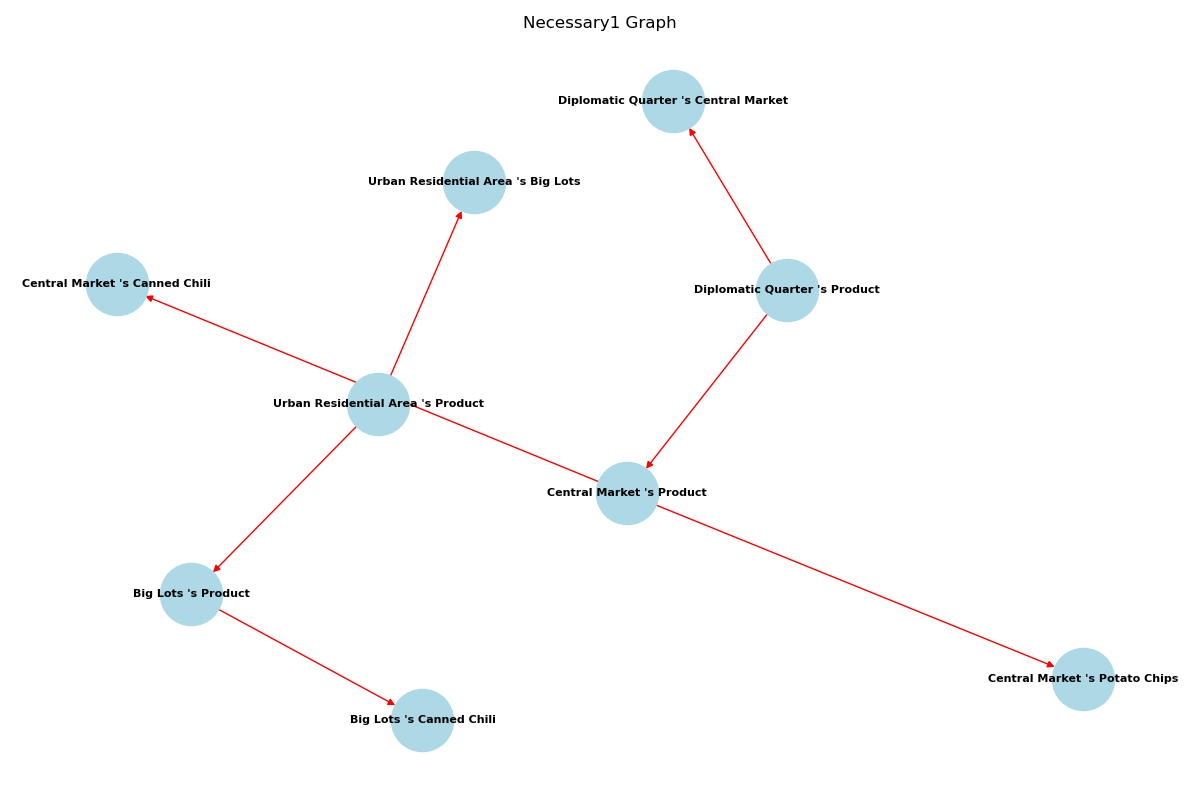 Necessary1 Graph
Diplomatic Quarter 's Central Market
Urban Residential Area 's Big Lots
Central Market 's Canned Chili
Diplomatic Quarter 's Product
Urban Residential Area 's Product
Central Market 's Product
Big Lots 's Product
Central Market 's Potato Chips
Big Lots 's Canned Chili